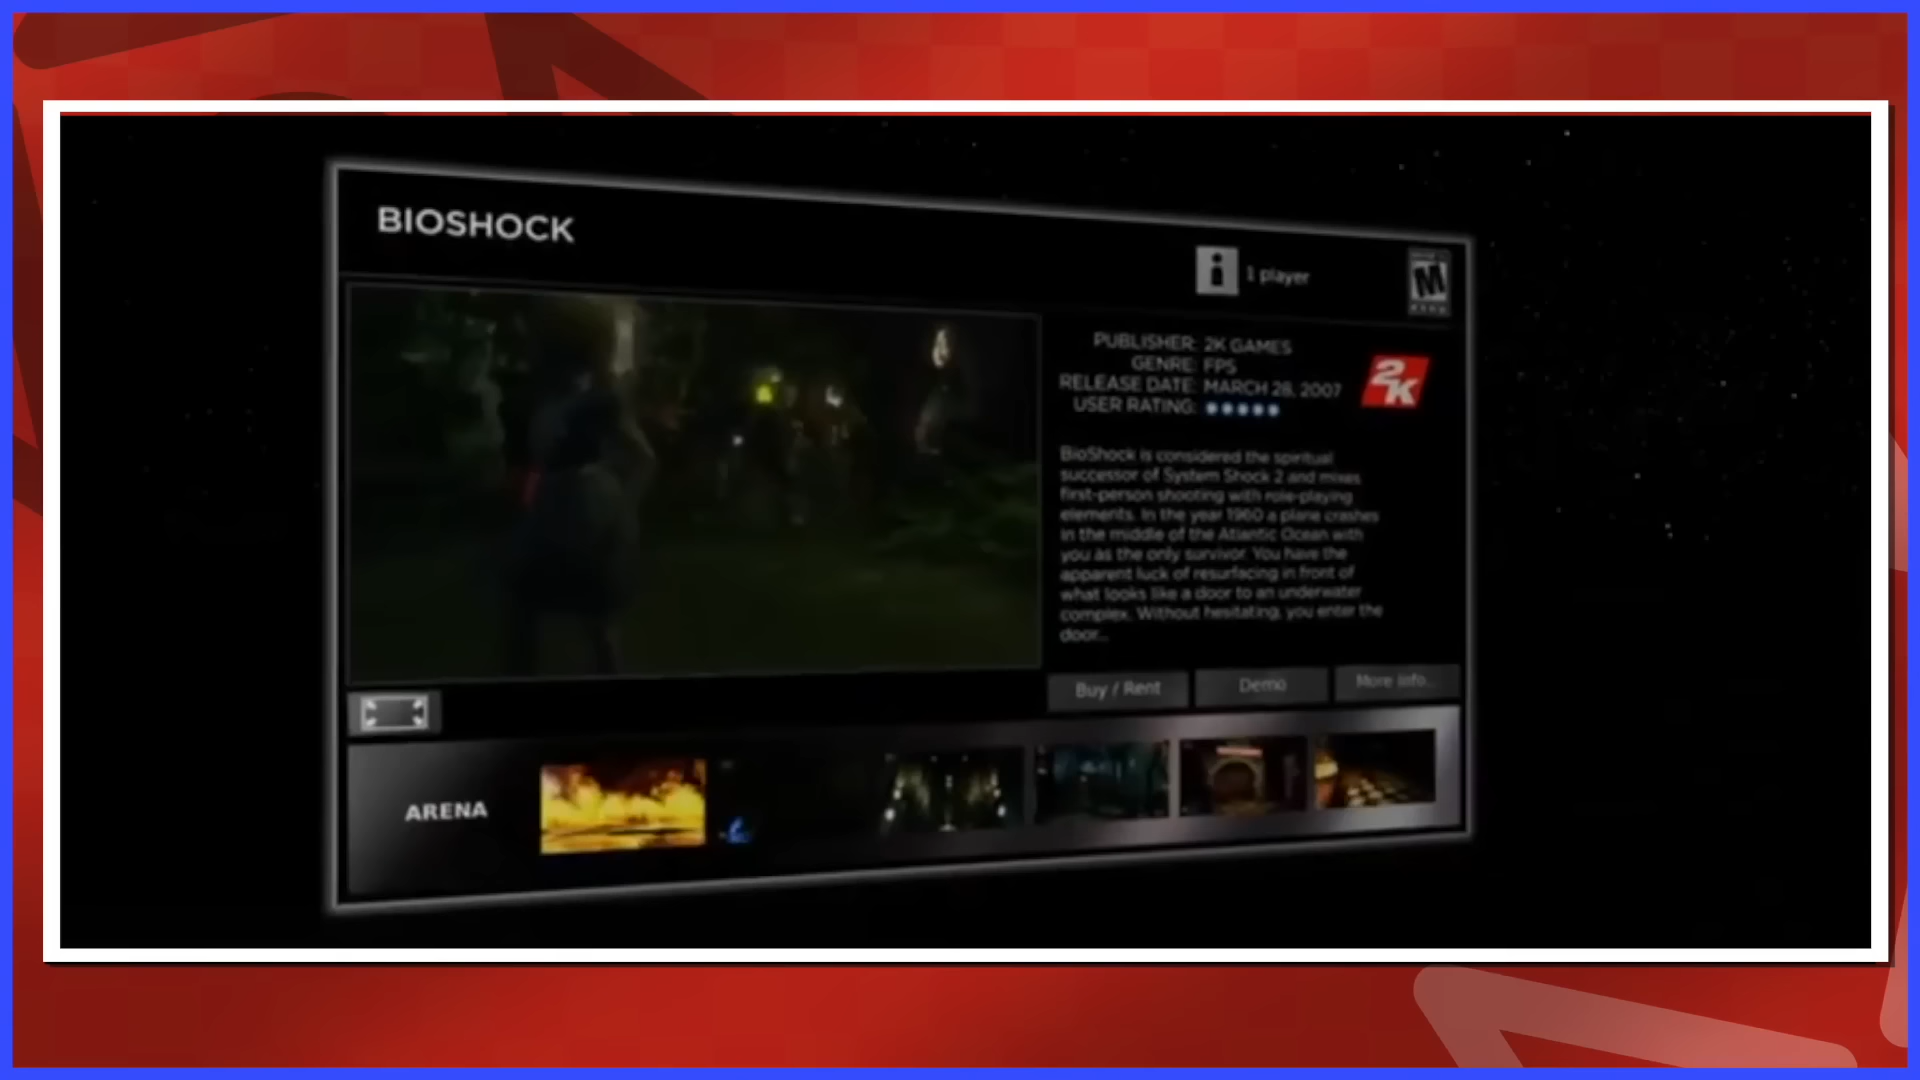 BIOSHOCK
1 player
M
PUBLISHER: 2K GAMES
GENRE: FPS
RELEASE DATE: MARCH 28, 2007
USER RATING:
2K
BioShock is considered the spiritual
successor of System Shock 2 and mixes
first-person shooting with role-playing
elements. In the year 1960 a plane crashes
in the middle of the Atlantic Ocean with
you as the only survivor. You have the
apparent luck of resurfacing in front of
what looks like a door to an underwater
complex. Without hesitating, you enter the
door...
Buy / Rent
Demo
More Info...
ARENA